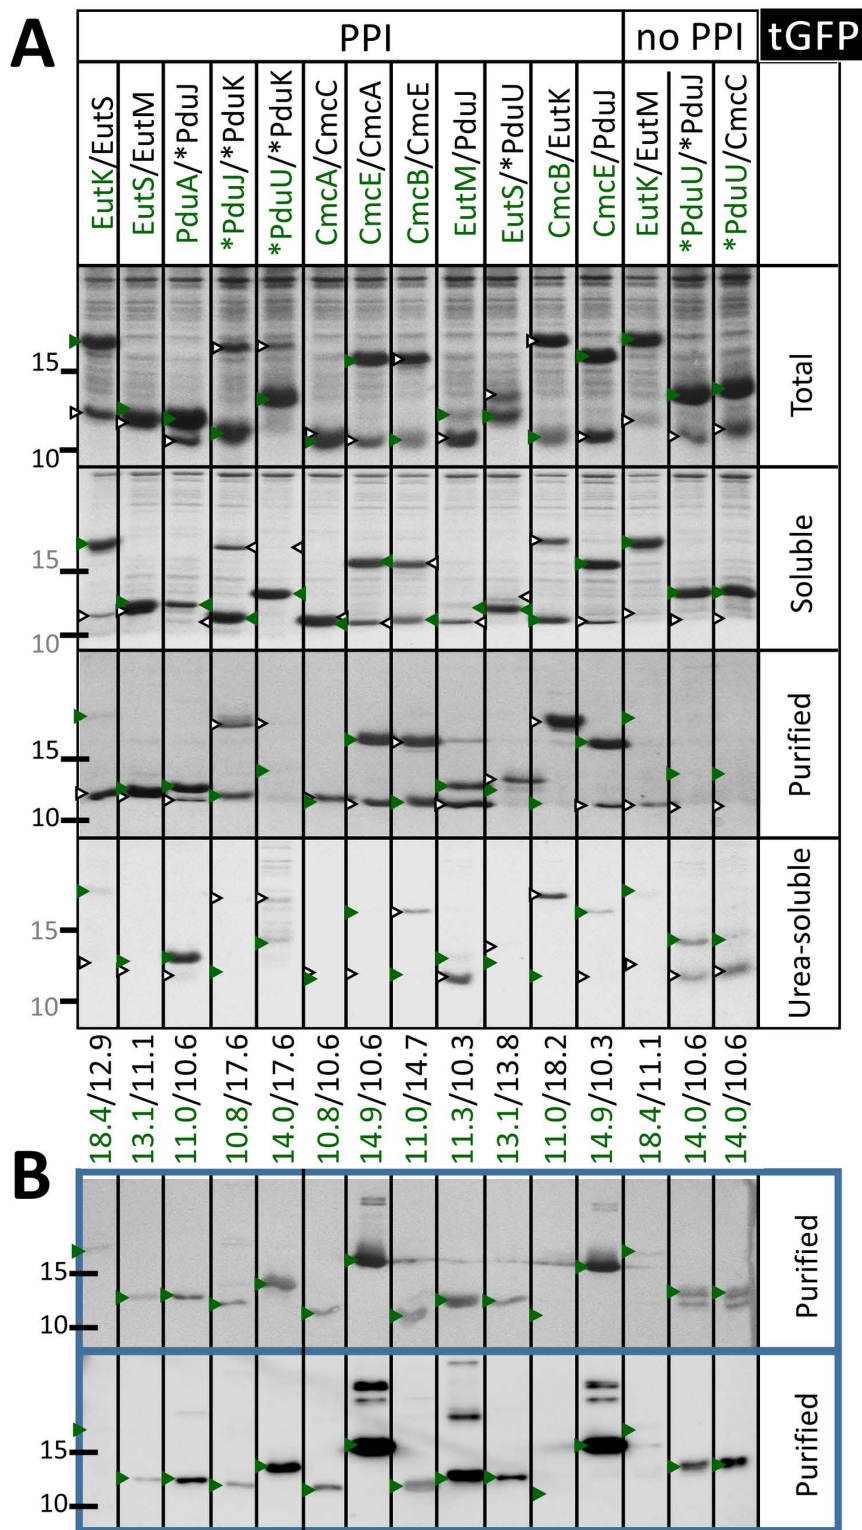 A
PPI
no PPI
tGFP
EutK/EutS
EutS/EutM
PduA/*PduJ
*PduJ/*PduK
*PduU/*PduK
CmcA/CmcC
CmcE/CmcA
CmcB/CmcE
EutM/PduJ
EutS/*PduU
CmcB/EutK
CmcE/PduJ
EutK/EutM
*PduU/*PduJ
*PduU/CmcC
15
10
Total
15
10
Soluble
15
10
Purified
15
10
Urea-soluble
18.4/12.9
13.1/11.1
11.0/10.6
10.8/17.6
14.0/17.6
10.8/10.6
14.9/10.6
11.0/14.7
11.3/10.3
13.1/13.8
11.0/18.2
14.9/10.3
18.4/11.1
14.0/10.6
14.0/10.6
B
15
10
Purified
15
10
Purified